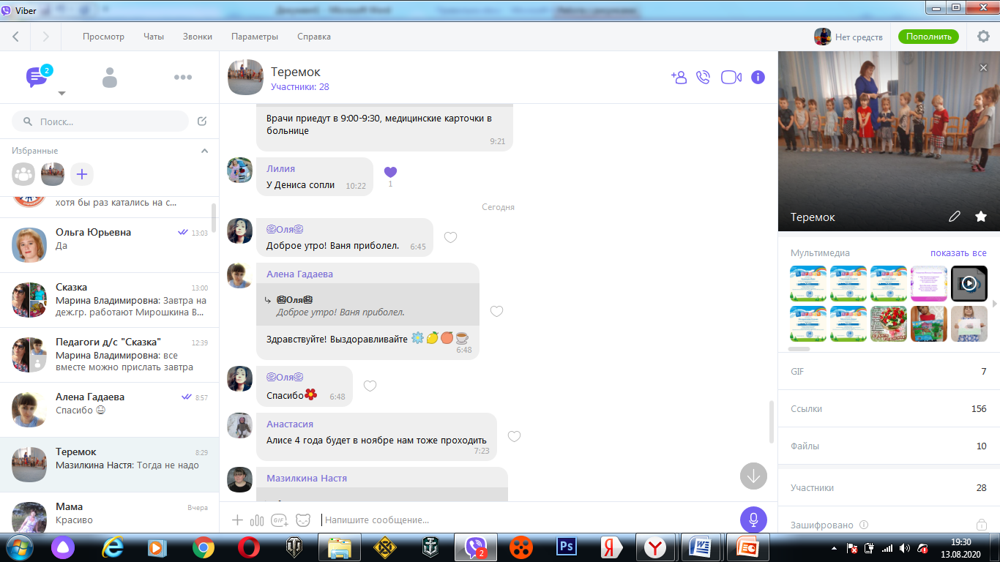 Viber
Просмотр Чаты Звонки Параметры Справка
Нет средств Пополнить
2
Поиск...
Избранные
хотя бы раз катались на с...
Ольга Юрьевна 13:03
Да
Сказка 13:00
Марина Владимировна: Завтра на
деж.гр. работают Мирошкина В...
Педагоги д/с "Сказка" 12:39
Марина Владимировна: все
вместе можно прислать завтра
Алена Гадаева 8:57
Спасибо
Теремок 8:29
Мазилкина Настя: Тогда не надо
Мама Вчера
Красиво
Теремок
Участники: 28
Врачи приедут в 9:00-9:30, медицинские карточки в
больнице
9:21
Лилия
У Дениса сопли 10:22
1
Сегодня
Оля
Доброе утро! Ваня приболел. 6:45
Алена Гадаева
Оля
Доброе утро! Ваня приболел.
Здравствуйте! Выздоравливайте
6:48
Оля
Спасибо 6:48
Анастасия
Алисе 4 года будет в ноябре нам тоже проходить
7:23
Мазилкина Настя
GIF
Напишите сообщение...
Теремок
Мультимедиа показать все
GIF 7
Ссылки 156
Файлы 10
Участники 28
Зашифровано
2
Ps
Я
19:30
13.08.2020